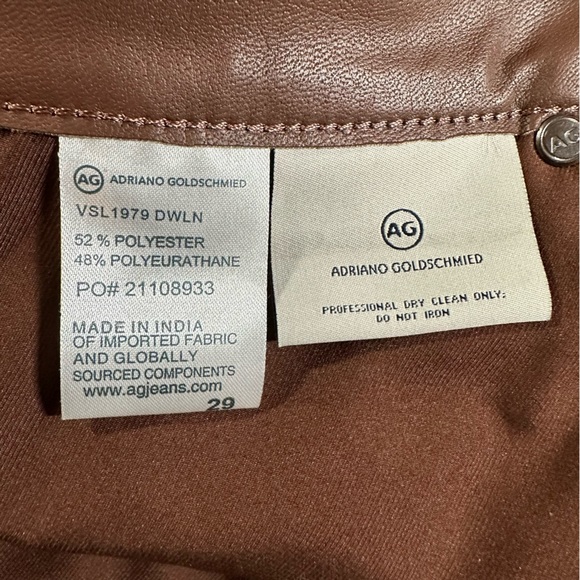 AG ADRIANO GOLDSCHMIED
VSL1979 DWLN
52 % POLYESTER
48% POLYEURATHANE
PO# 21108933
MADE IN INDIA
OF IMPORTED FABRIC
AND GLOBALLY
SOURCED COMPONENTS
www.agjeans.com
29
AG
ADRIANO GOLDSCHMIED
PROFESSIONAL DRY CLEAN ONLY:
DO NOT IRON
AG